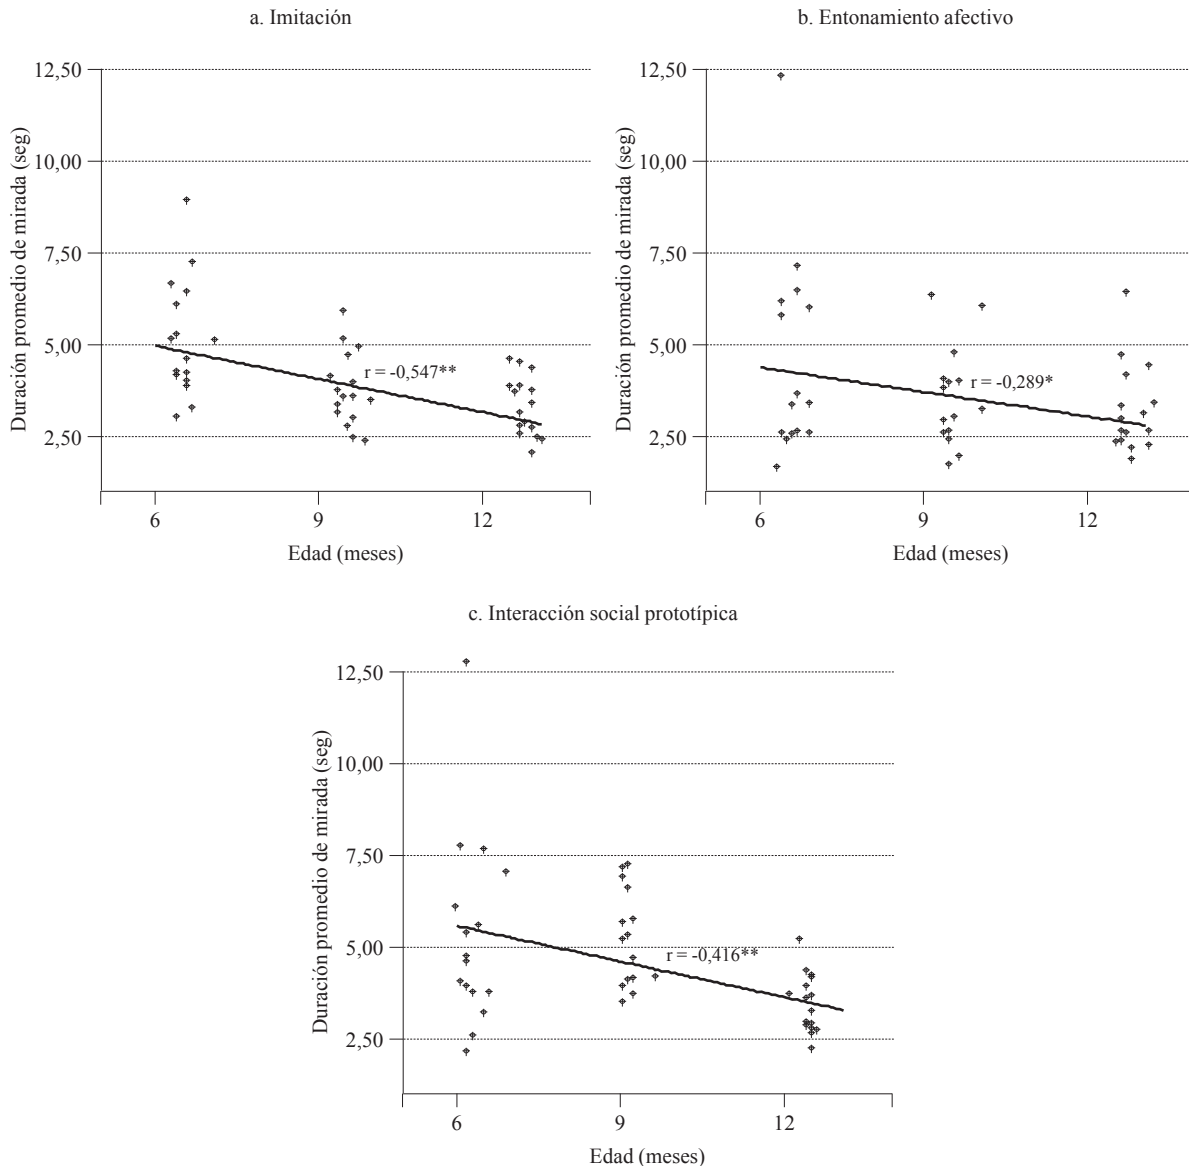 a. Imitación
12,50
10,00
7,50
5,00
2,50
Duración promedio de mirada (seg)
r = -0,547**
6 9 12
Edad (meses)
b. Entonamiento afectivo
12,50
10,00
7,50
5,00
2,50
Duración promedio de mirada (seg)
r = -0,289*
6 9 12
Edad (meses)
c. Interacción social prototípica
12,50
10,00
7,50
5,00
2,50
Duración promedio de mirada (seg)
r = -0,416**
6 9 12
Edad (meses)